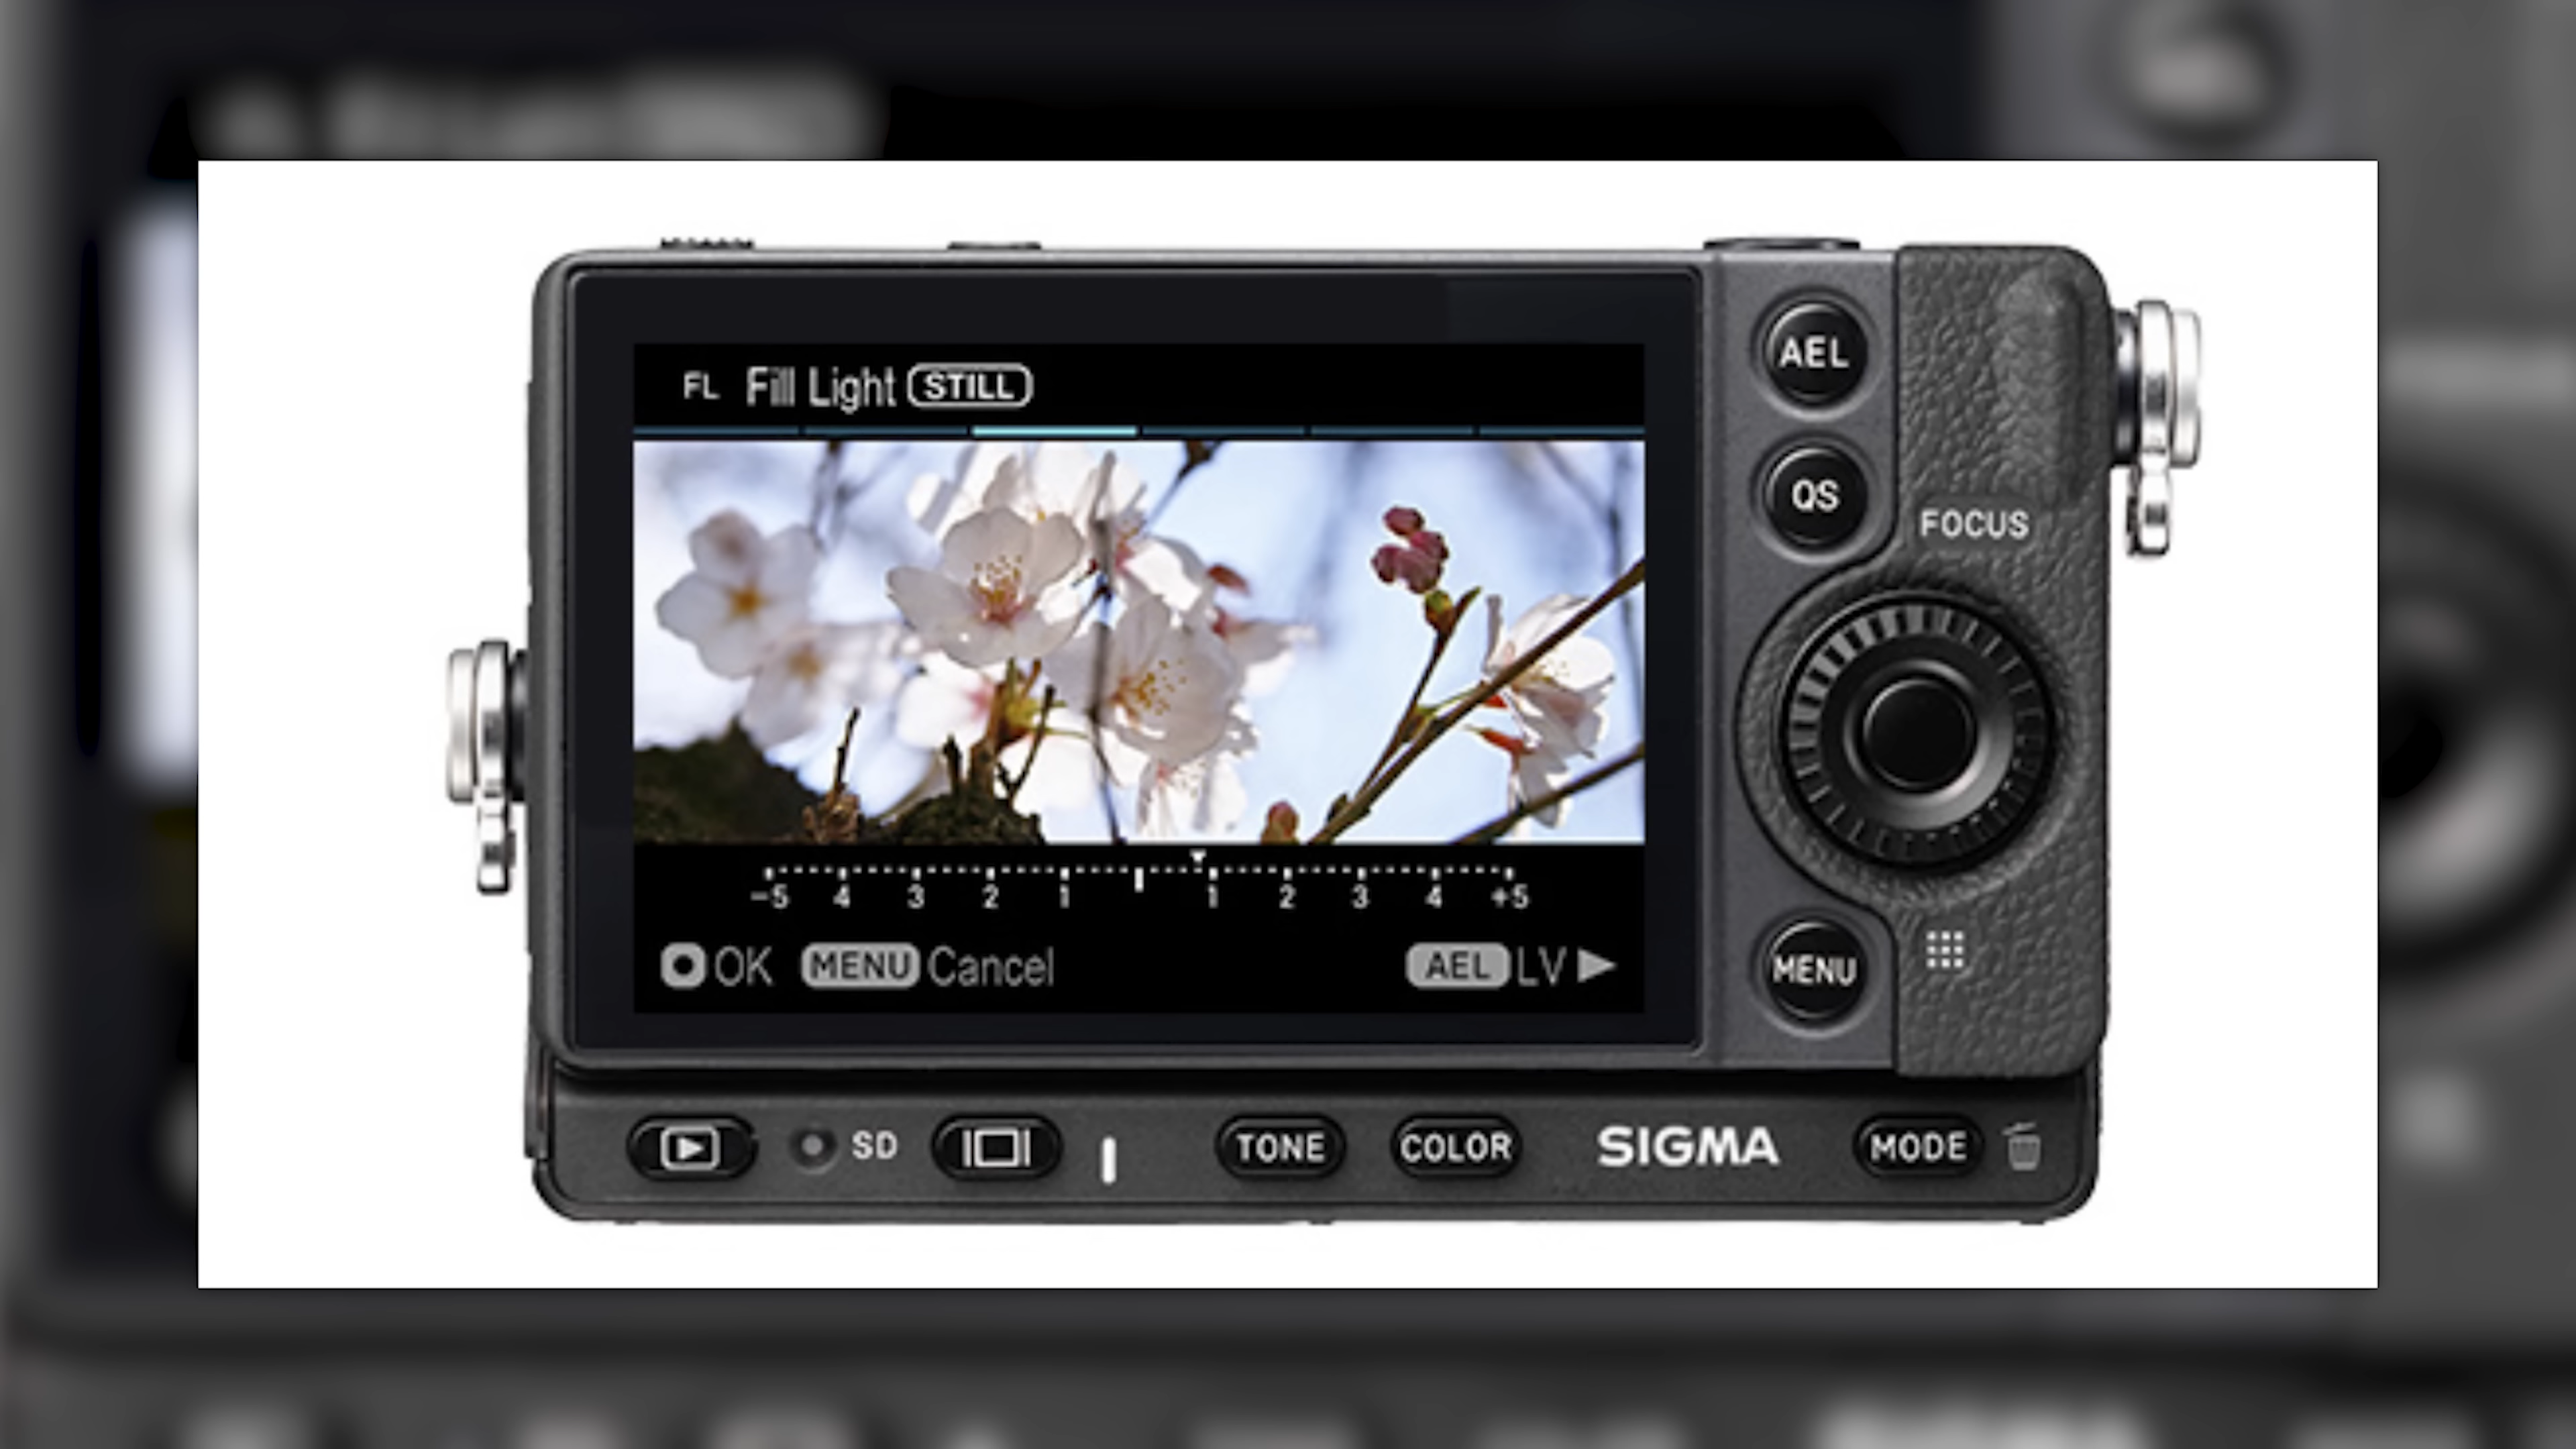 FL Fill Light STILL
AEL
QS
FOCUS
−5 4 3 2 1 1 2 3 4 +5
OK MENU Cancel AEL LV
MENU
SD TONE COLOR SIGMA MODE